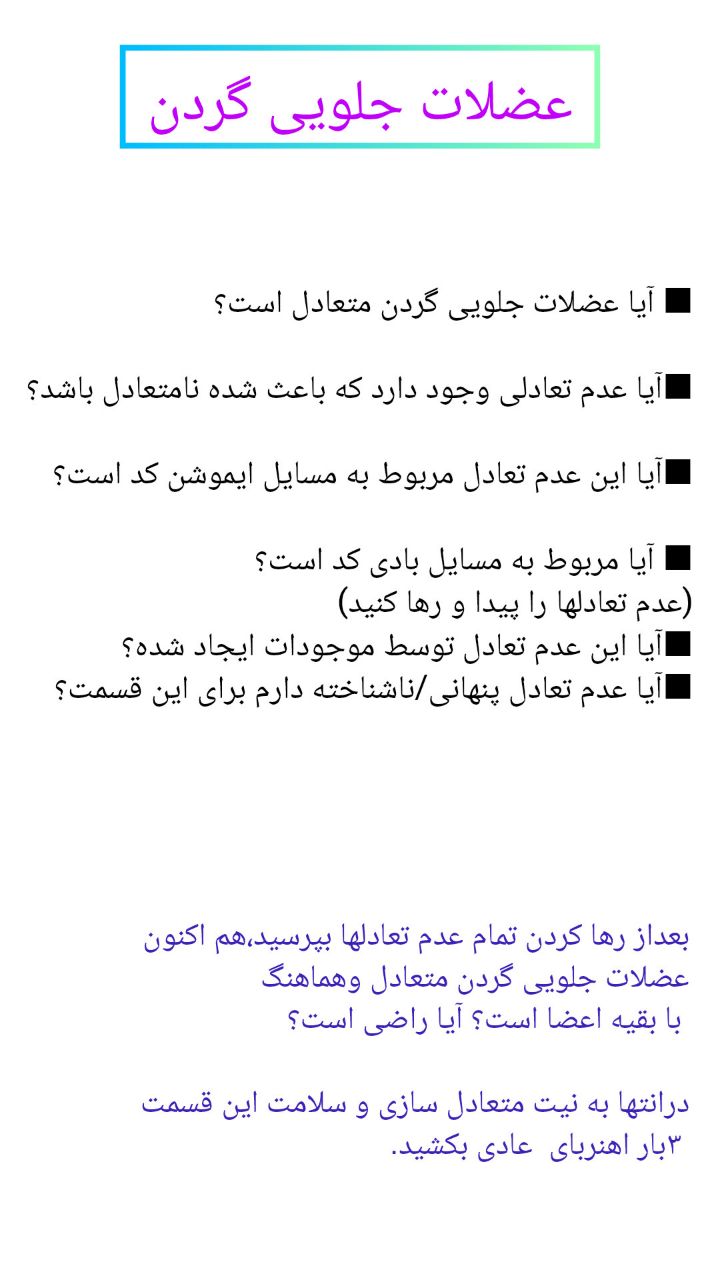 عضلات جلویی گردن
■ آیا عضلات جلویی گردن متعادل است؟
■آیا عدم تعادلی وجود دارد که باعث شده نامتعادل باشد؟
■آیا این عدم تعادل مربوط به مسایل ایموشن کد است؟
■ آیا مربوط به مسایل بادی کد است؟
(عدم تعادلها را پیدا و رها کنید)
■آیا این عدم تعادل توسط موجودات ایجاد شده؟
■آیا عدم تعادل پنهانی/ناشناخته دارم برای این قسمت؟
بعداز رها کردن تمام عدم تعادلها بپرسید،هم اکنون
عضلات جلویی گردن متعادل وهماهنگ
با بقیه اعضا است؟ آیا راضی است؟
درانتها به نیت متعادل سازی و سلامت این قسمت
۳بار اهنربای  عادی بکشید.